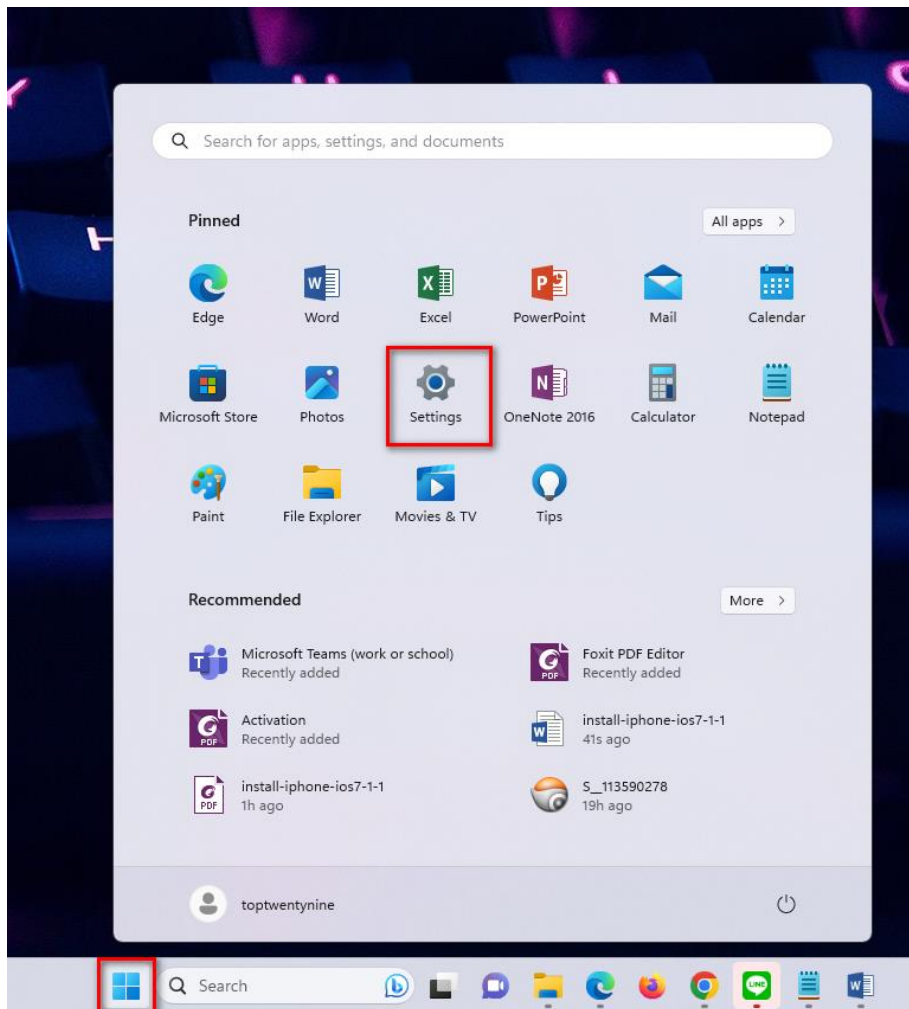 Search for apps, settings, and documents
Pinned
All apps >
Edge
Word
Excel
PowerPoint
Mail
Calendar
Microsoft Store
Photos
Settings
OneNote 2016
Calculator
Notepad
Paint
File Explorer
Movies & TV
Tips
Recommended
More >
Microsoft Teams (work or school)
Recently added
Foxit PDF Editor
Recently added
Activation
Recently added
install-iphone-ios7-1-1
41s ago
install-iphone-ios7-1-1
1h ago
S__113590278
19h ago
toptwentynine
Search